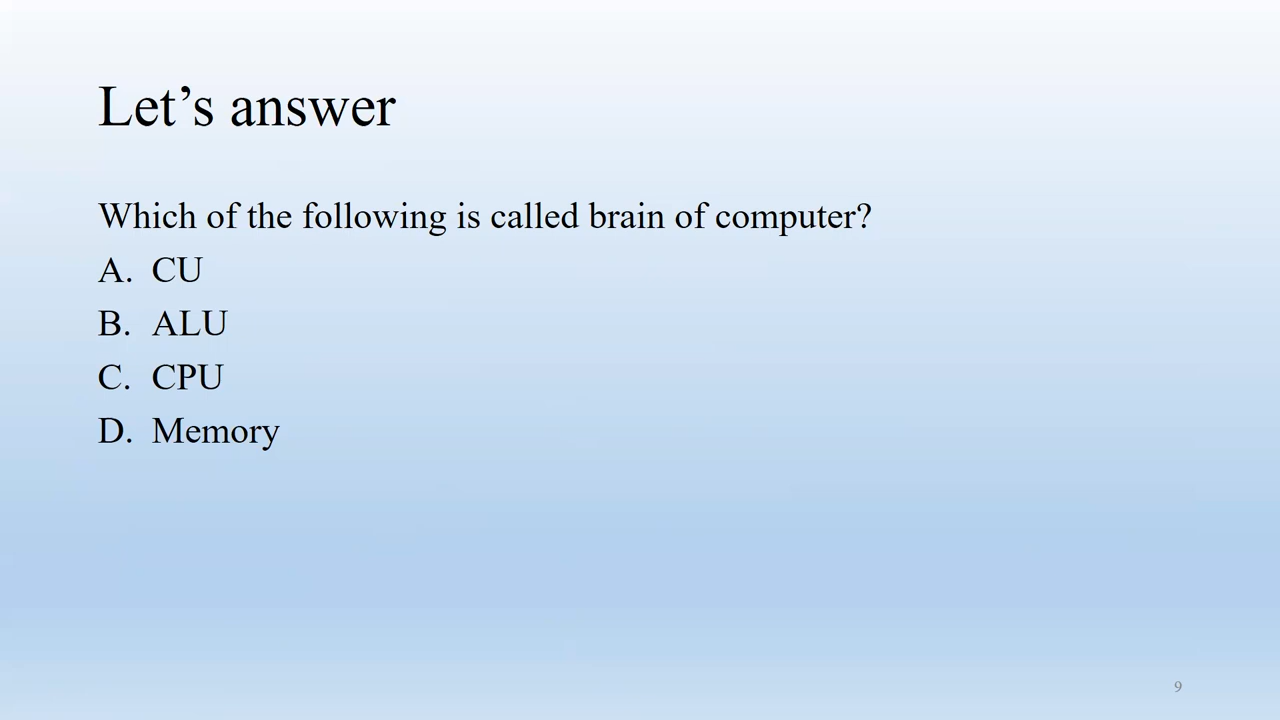 Let’s answer
Which of the following is called brain of computer?
A. CU
B. ALU
C. CPU
D. Memory
9